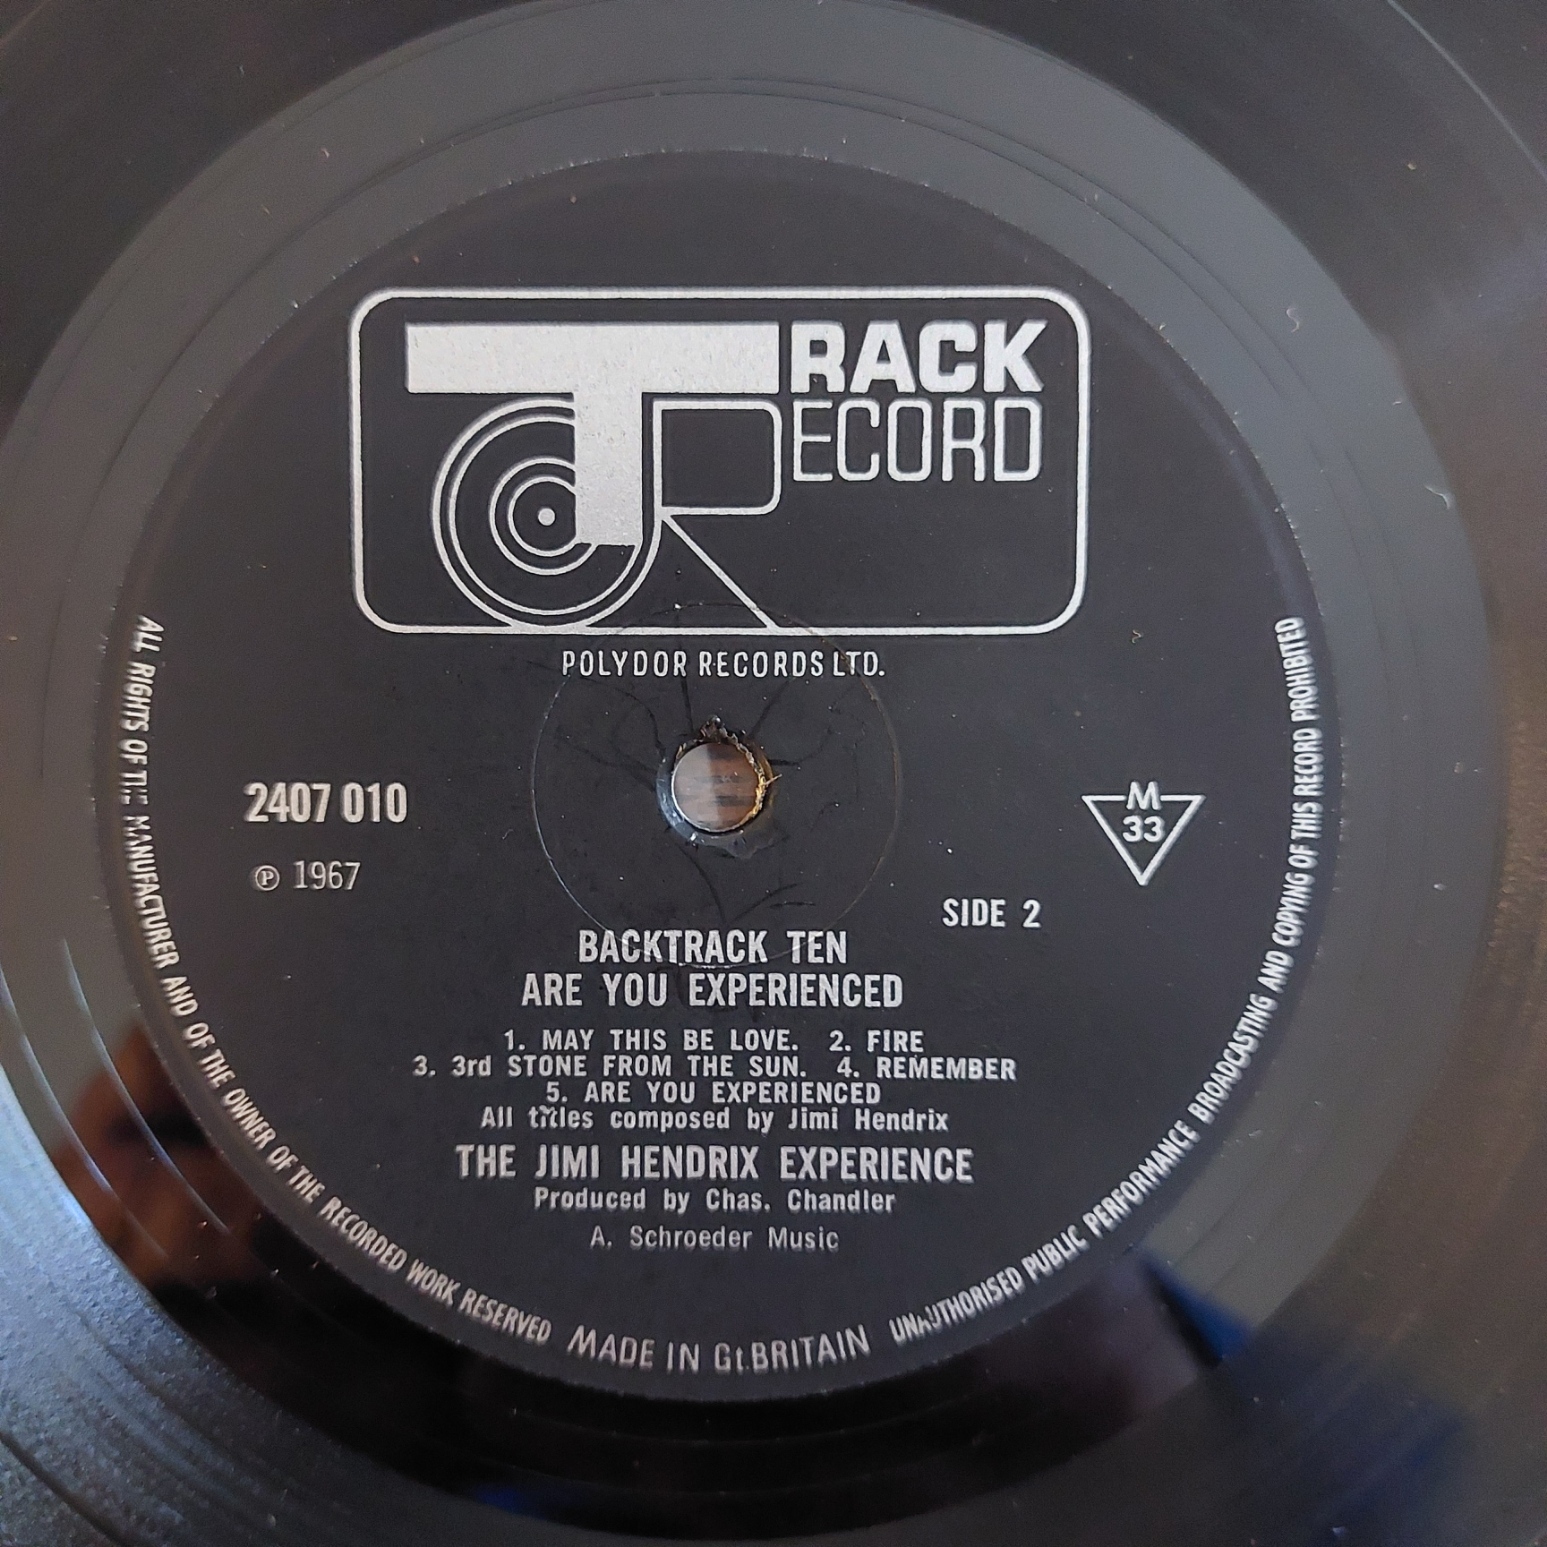 TRACK
RECORD
POLYDOR RECORDS LTD.
2407 010
℗ 1967
M
33
SIDE 2
BACKTRACK TEN
ARE YOU EXPERIENCED
1. MAY THIS BE LOVE. 2. FIRE
3. 3rd STONE FROM THE SUN. 4. REMEMBER
5. ARE YOU EXPERIENCED
All titles composed by Jimi Hendrix
THE JIMI HENDRIX EXPERIENCE
Produced by Chas. Chandler
A. Schroeder Music
ALL RIGHTS OF THE MANUFACTURER AND OF THE OWNER OF THE RECORDED WORK RESERVED MADE IN Gt.BRITAIN UNAUTHORISED PUBLIC PERFORMANCE BROADCASTING AND COPYING OF THIS RECORD PROHIBITED